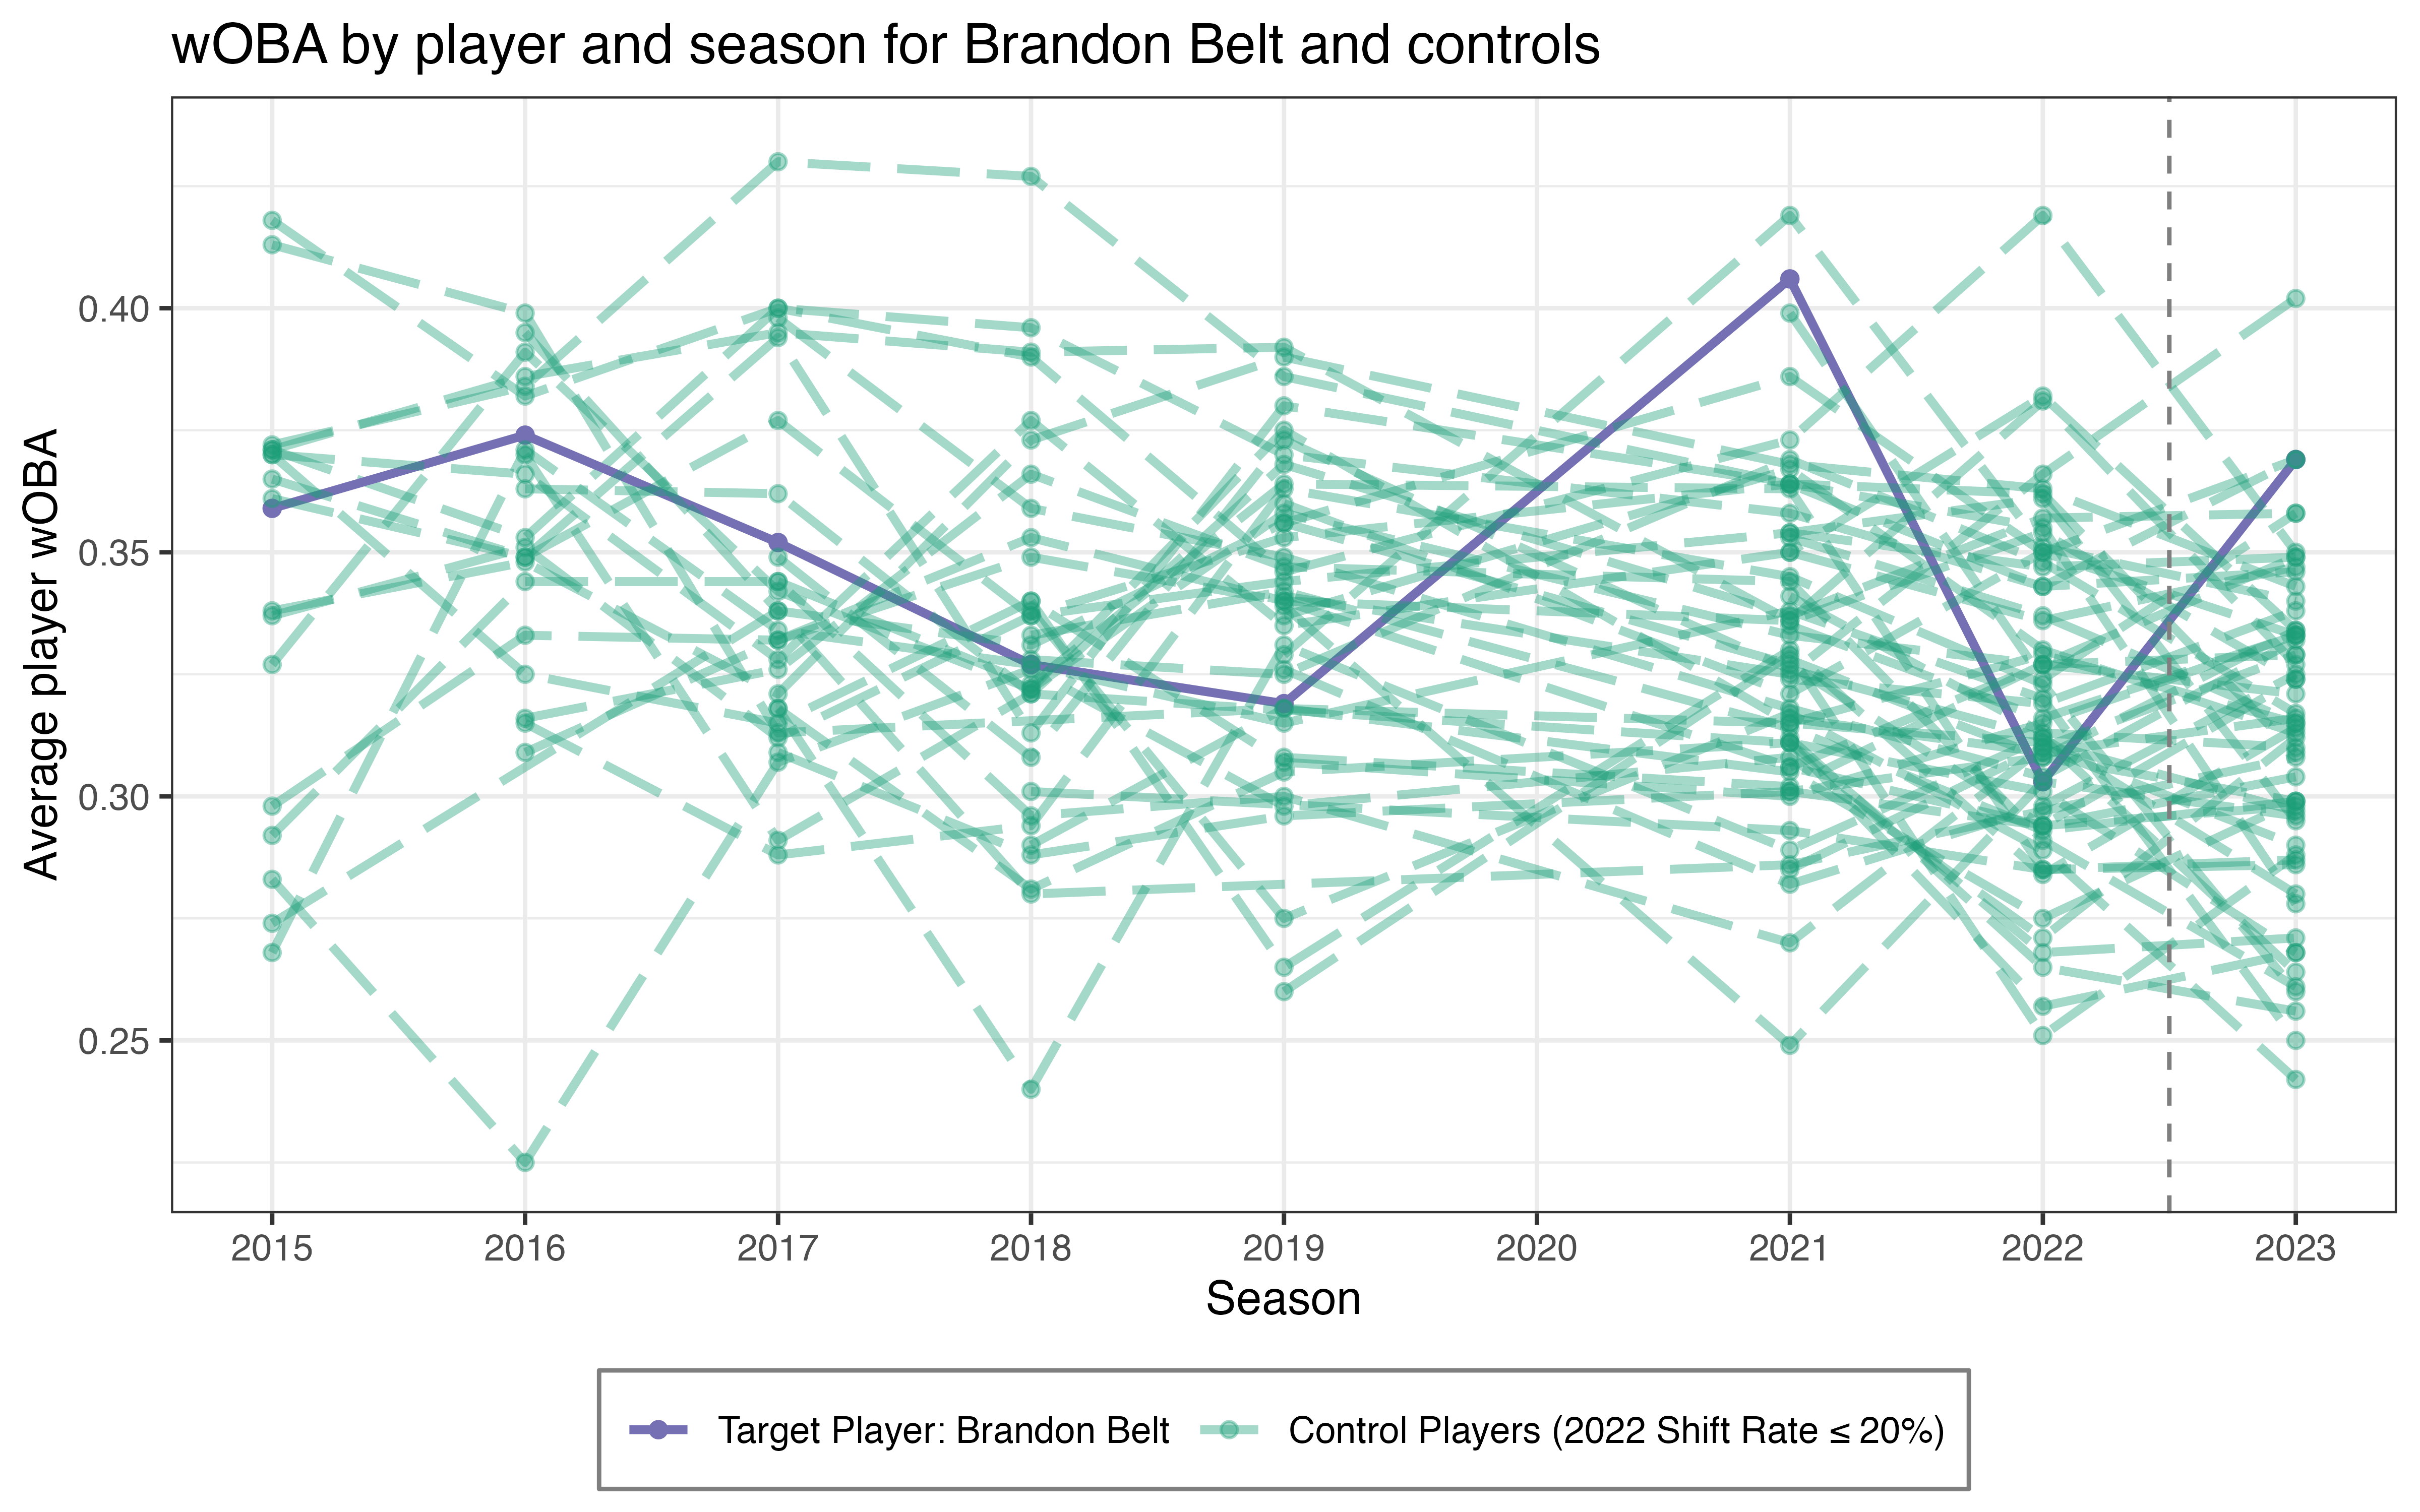 wOBA by player and season for Brandon Belt and controls
Average player wOBA
0.40
0.35
0.30
0.25
2015 2016 2017 2018 2019 2020 2021 2022 2023
Season
Target Player: Brandon Belt Control Players (2022 Shift Rate ≤ 20%)